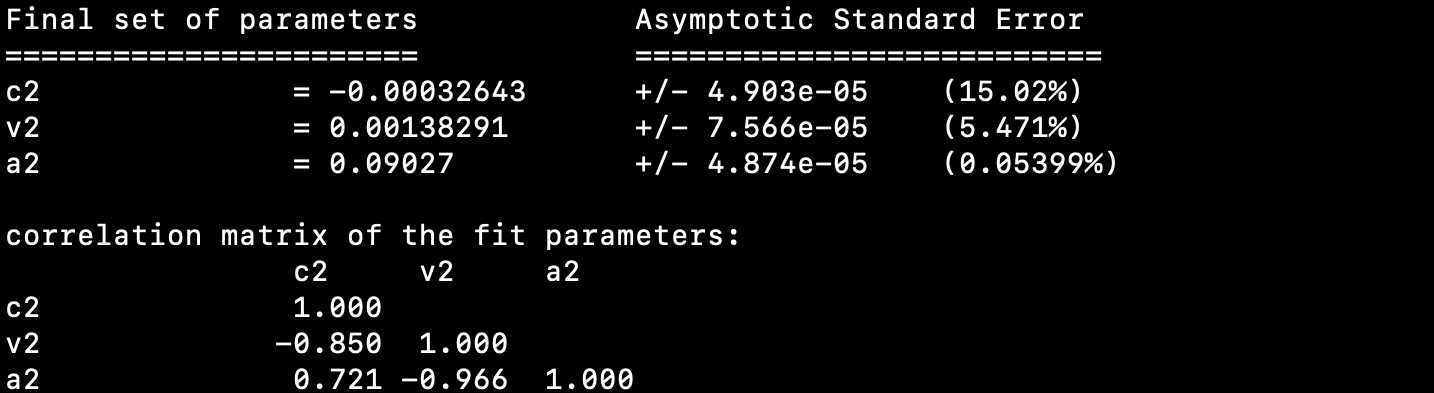 Final set of parameters            Asymptotic Standard Error
=======================            ==========================
c2              = -0.00032643      +/- 4.903e-05    (15.02%)
v2              = 0.00138291       +/- 7.566e-05    (5.471%)
a2              = 0.09027          +/- 4.874e-05    (0.05399%)
correlation matrix of the fit parameters:
                c2     v2     a2
c2              1.000
v2             -0.850  1.000
a2              0.721 -0.966  1.000